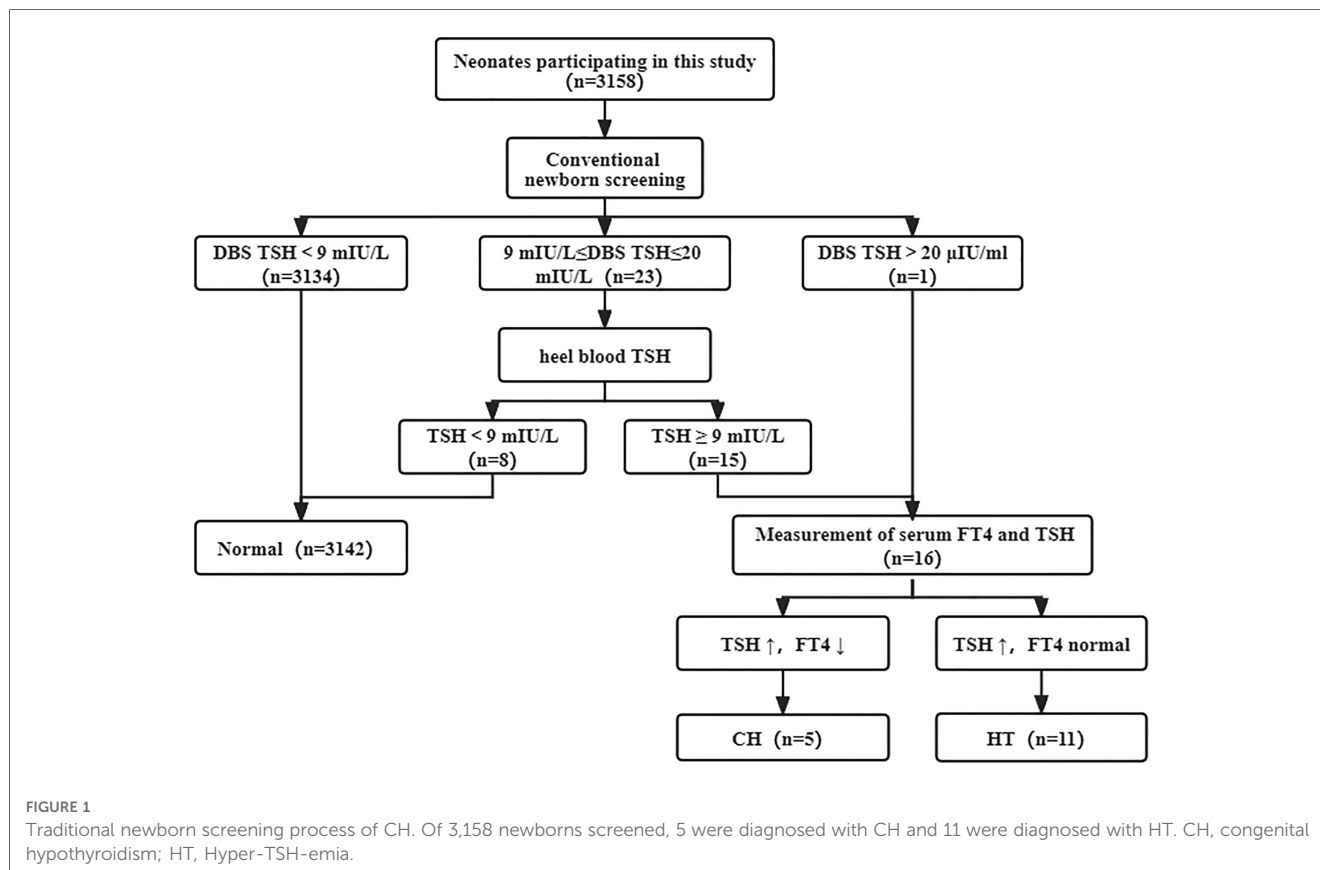 Neonates participating in this study
(n=3158)
Conventional
newborn screening
DBS TSH < 9 mIU/L
(n=3134)
9 mIU/L≤DBS TSH≤20
mIU/L (n=23)
DBS TSH > 20 μIU/ml
(n=1)
heel blood TSH
TSH < 9 mIU/L
(n=8)
TSH ≥ 9 mIU/L
(n=15)
Normal (n=3142)
Measurement of serum FT4 and TSH
(n=16)
TSH ↑, FT4 ↓
TSH ↑, FT4 normal
CH (n=5)
HT (n=11)
FIGURE 1
Traditional newborn screening process of CH. Of 3,158 newborns screened, 5 were diagnosed with CH and 11 were diagnosed with HT. CH, congenital
hypothyroidism; HT, Hyper-TSH-emia.